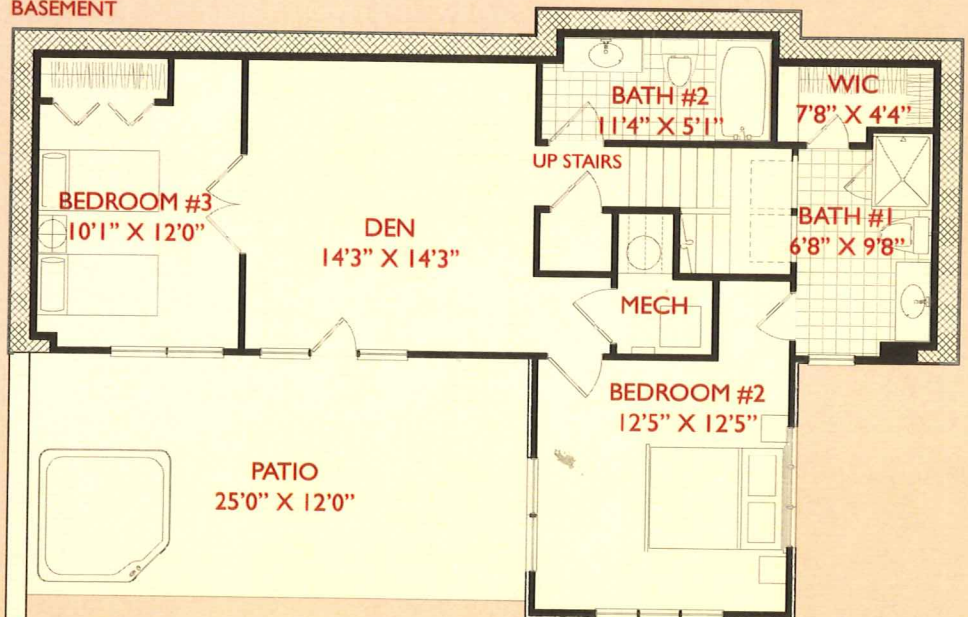 BASEMENT
WIC
7'8" X 4'4"
BATH #2
11'4" X 5'1"
UP STAIRS
BEDROOM #3
10'1" X 12'0"
DEN
14'3" X 14'3"
BATH #1
6'8" X 9'8"
MECH
BEDROOM #2
12'5" X 12'5"
PATIO
25'0" X 12'0"